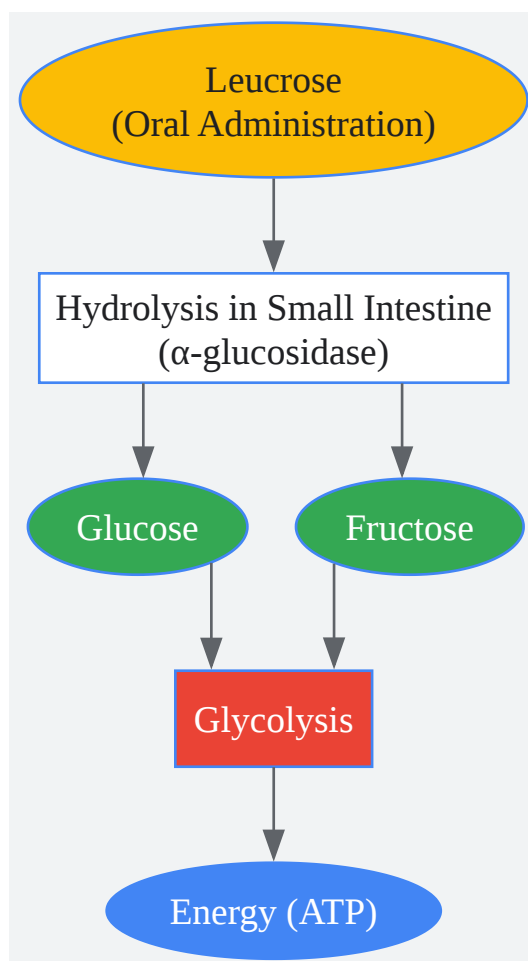 Leucrose
(Oral Administration)
Hydrolysis in Small Intestine
(α-glucosidase)
Glucose
Fructose
Glycolysis
Energy (ATP)